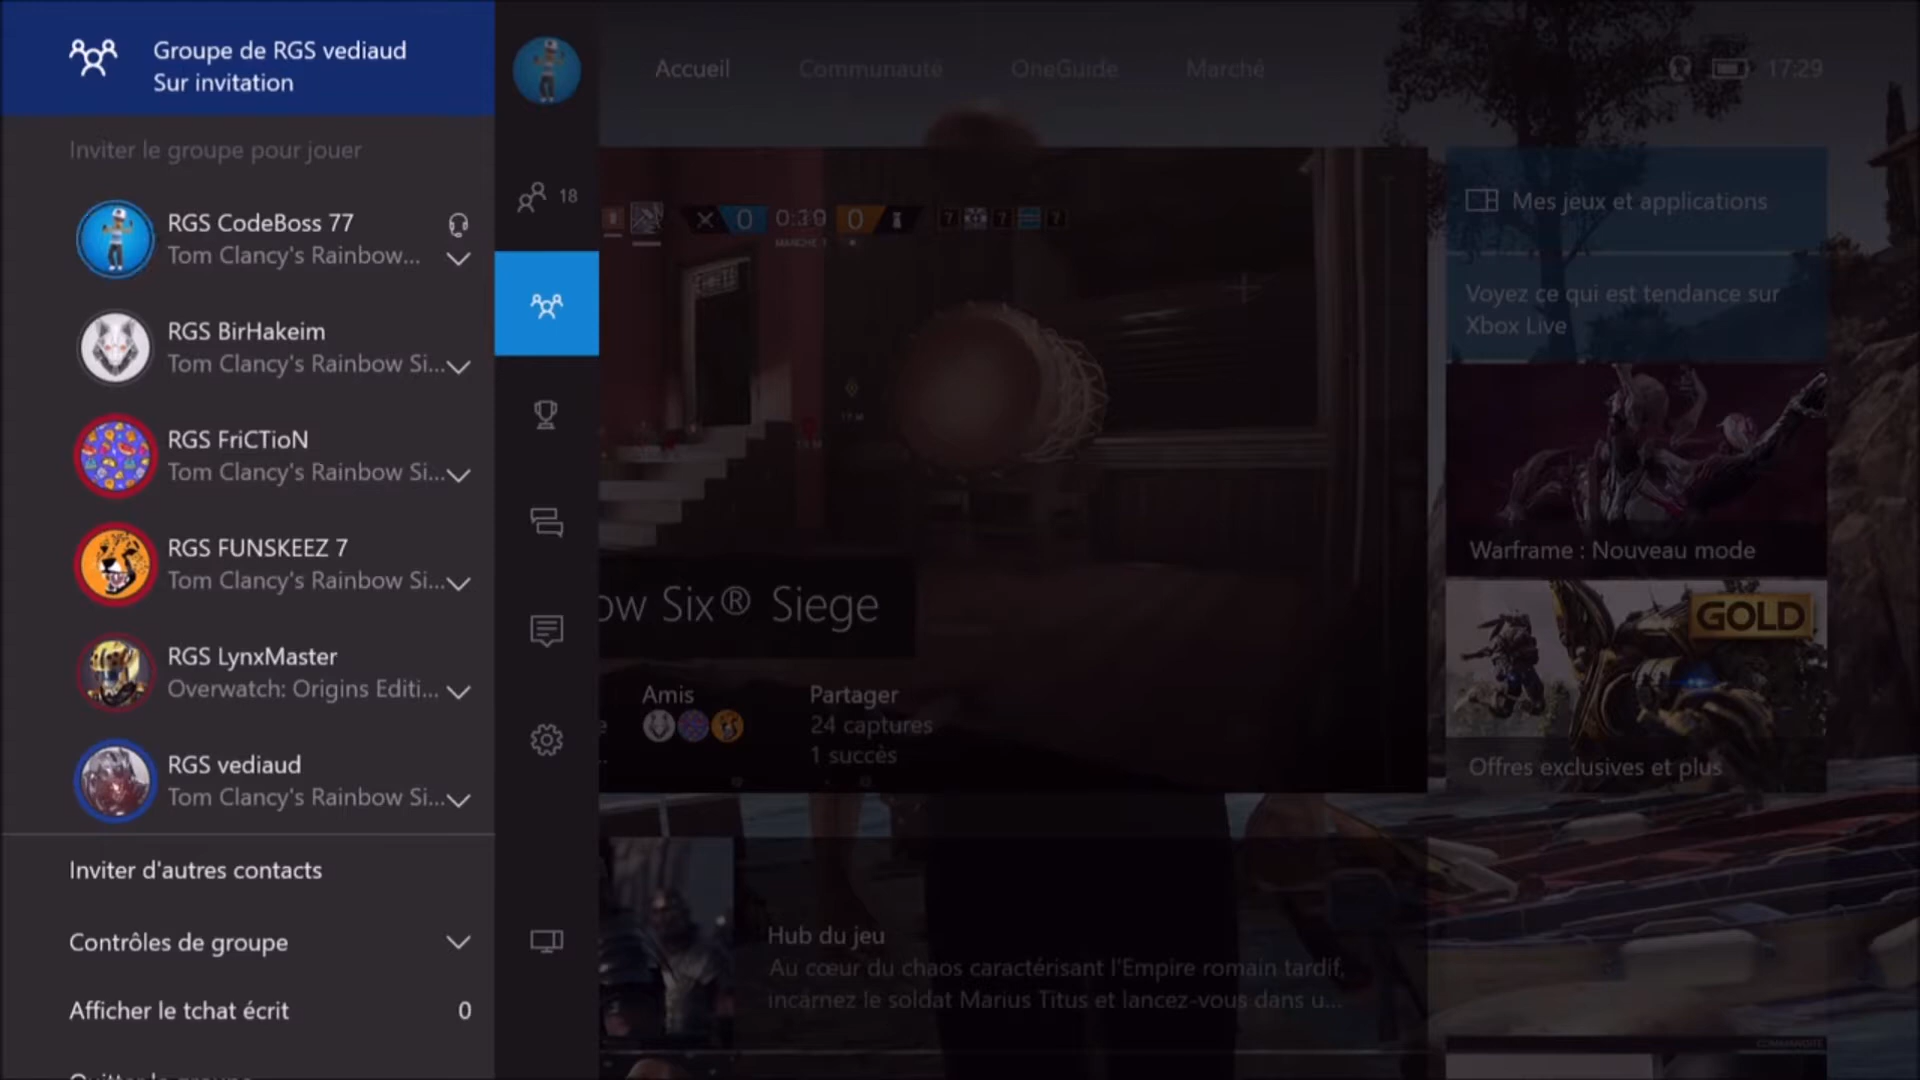 Groupe de RGS vediaud
Sur invitation
Inviter le groupe pour jouer
RGS CodeBoss 77
Tom Clancy's Rainbow...
RGS BirHakeim
Tom Clancy's Rainbow Si...
RGS FriCTioN
Tom Clancy's Rainbow Si...
RGS FUNSKEEZ 7
Tom Clancy's Rainbow Si...
RGS LynxMaster
Overwatch: Origins Editi...
RGS vediaud
Tom Clancy's Rainbow Si...
Inviter d'autres contacts
Contrôles de groupe
Afficher le tchat écrit 0
Quitter le groupe
18
Accueil Communauté OneGuide Marché
17:29
0 0:30 0
MANCHE 1
ow Six® Siege
Amis
Partager
24 captures
1 succès
Mes jeux et applications
Voyez ce qui est tendance sur
Xbox Live
Warframe : Nouveau mode
GOLD
Offres exclusives et plus
Hub du jeu
Au cœur du chaos caractérisant l'Empire romain tardif,
incarnez le soldat Marius Titus et lancez-vous dans u...